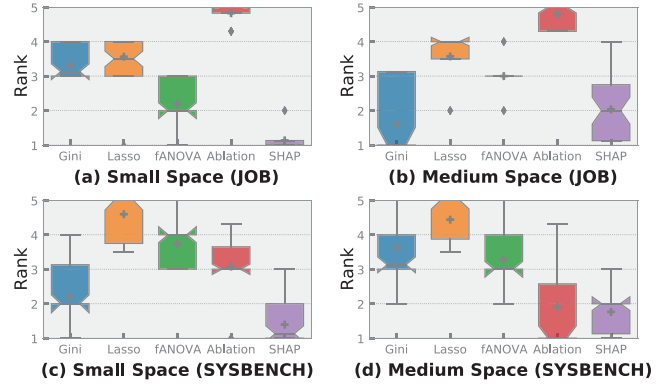 5 5
4 4
Rank Rank
3 3
2 2
1 1
Gini Lasso fANOVA Ablation SHAP Gini Lasso fANOVA Ablation SHAP
(a) Small Space (JOB) (b) Medium Space (JOB)
5 5
4 4
Rank Rank
3 3
2 2
1 1
Gini Lasso fANOVA Ablation SHAP Gini Lasso fANOVA Ablation SHAP
(c) Small Space (SYSBENCH) (d) Medium Space (SYSBENCH)